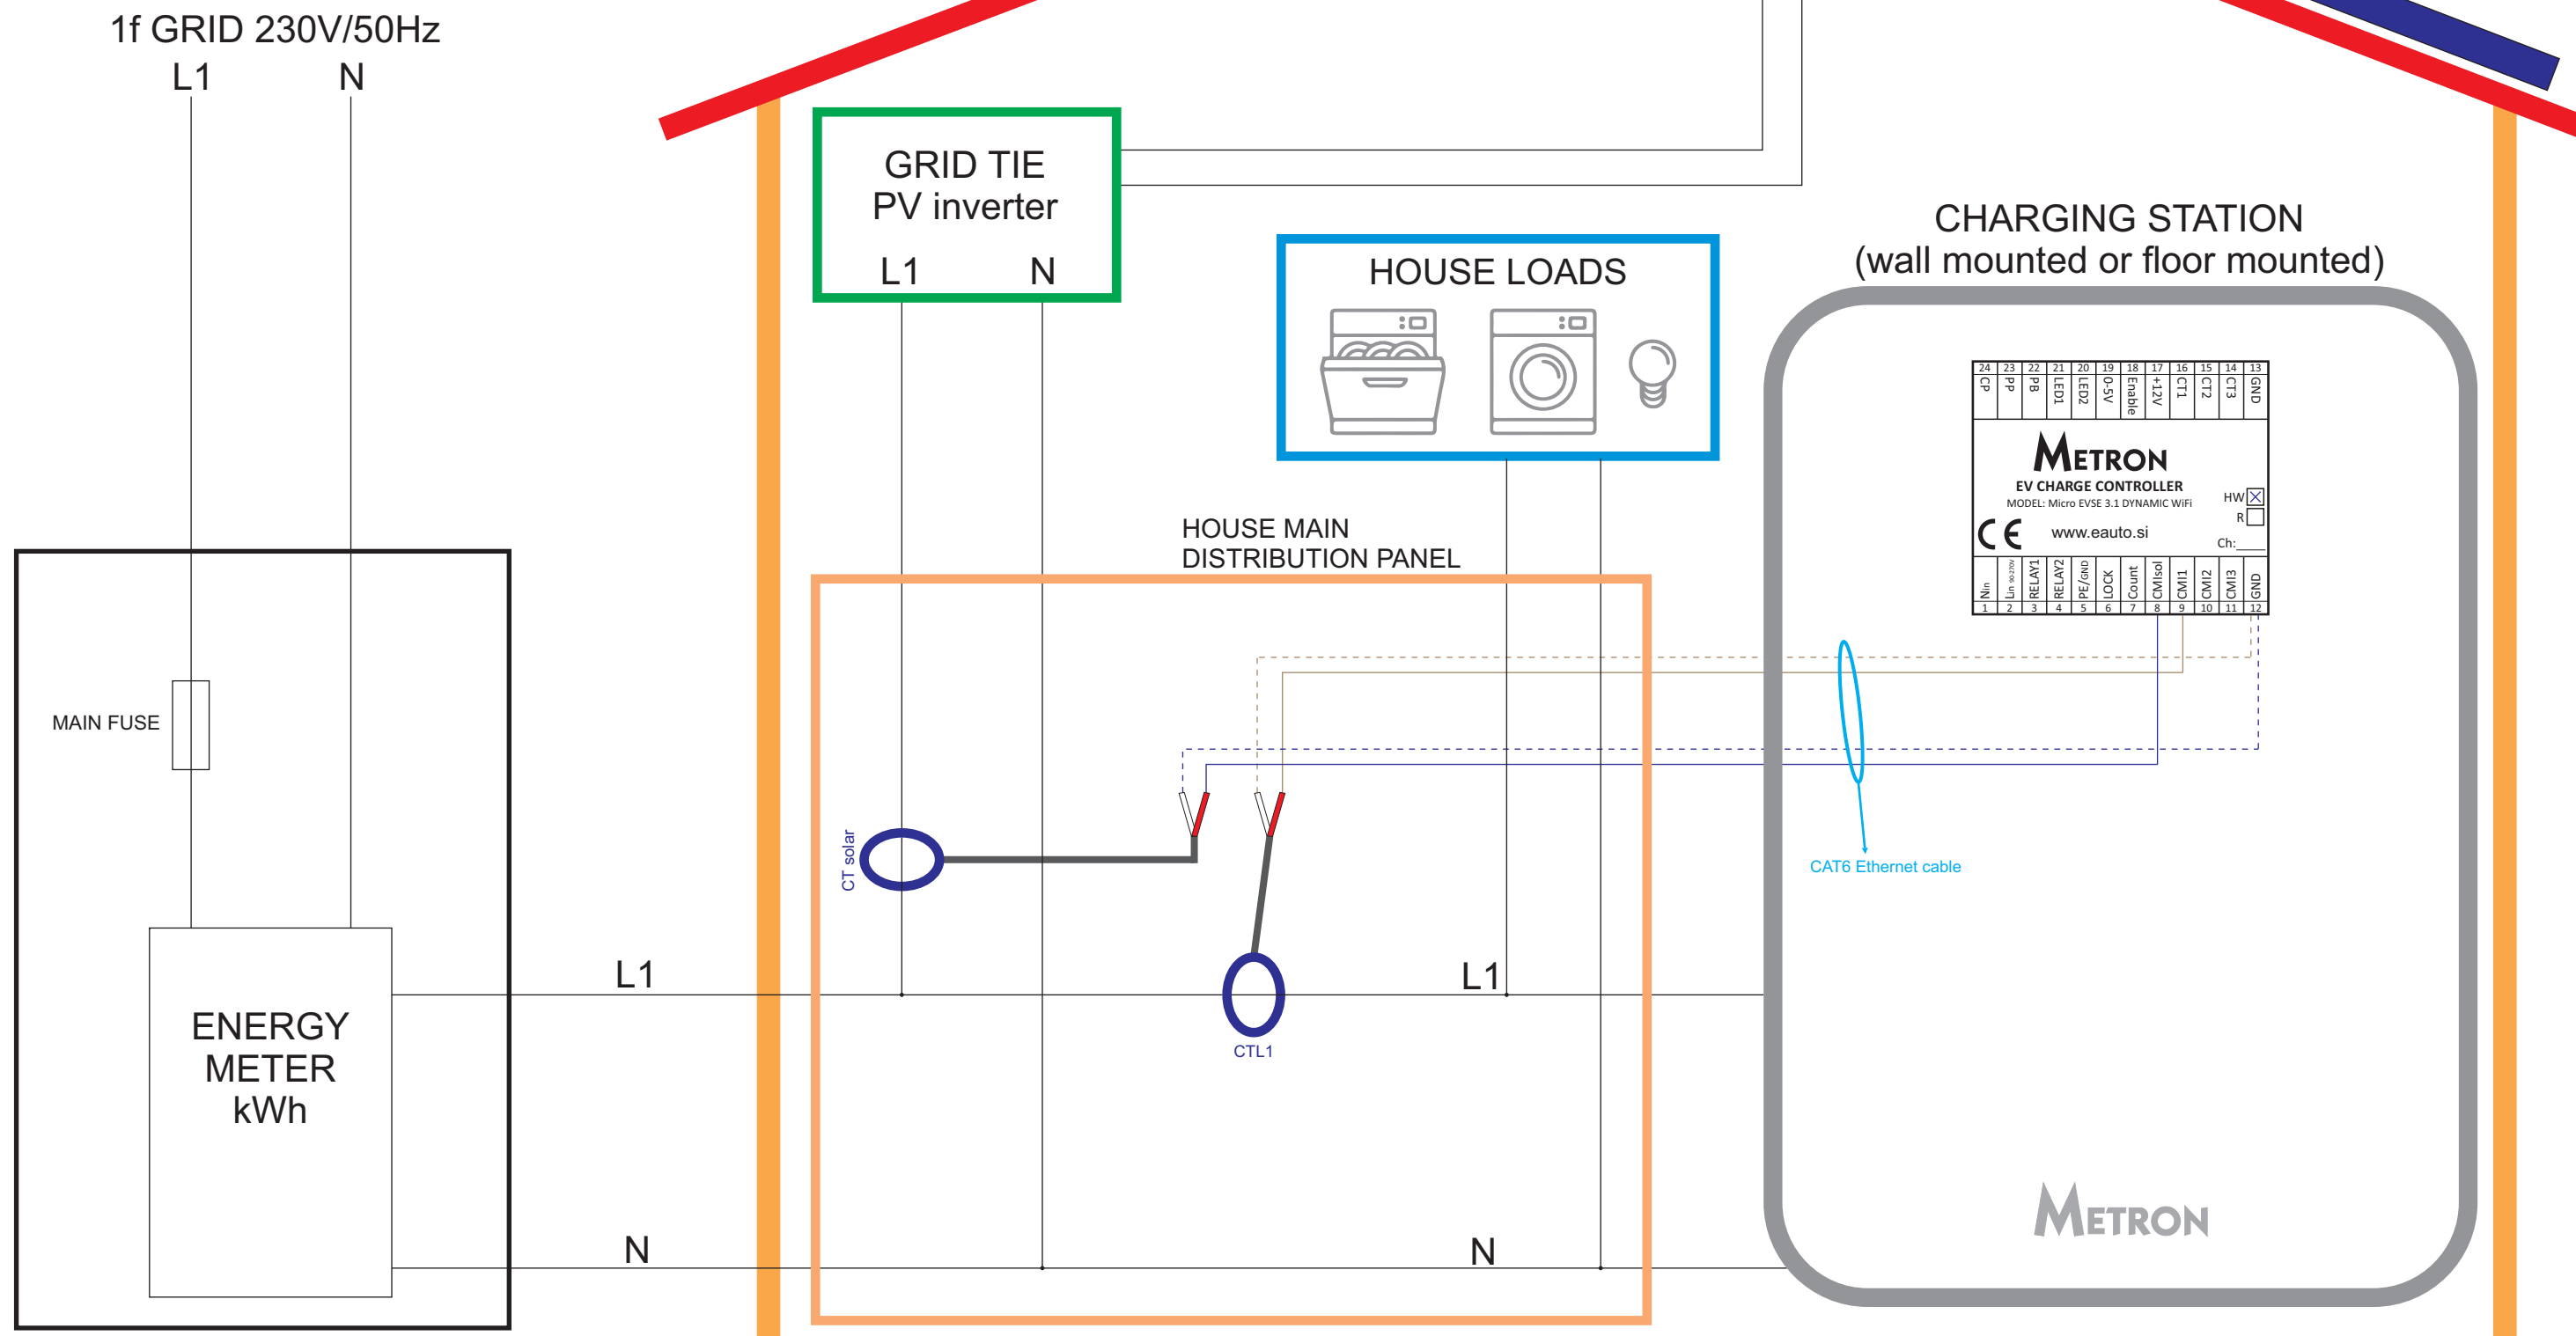 1f GRID 230V/50Hz
L1
N
GRID TIE
PV inverter
L1
N
HOUSE LOADS
CHARGING STATION
(wall mounted or floor mounted)
24 23 22 21 20 19 18 17 16 15 14 13
CP PP PB LED1 LED2 0-5V Enable +12V CT1 CT2 CT3 GND
METRON
EV CHARGE CONTROLLER
MODEL: Micro EVSE 3.1 DYNAMIC WiFi
HW
R
CE
www.eauto.si
Ch:____
Nin Lin 90-270V RELAY1 RELAY2 PE/GND LOCK Count CMIsol CMI1 CMI2 CMI3 GND
1 2 3 4 5 6 7 8 9 10 11 12
HOUSE MAIN
DISTRIBUTION PANEL
MAIN FUSE
CT solar
CAT6 Ethernet cable
L1
L1
ENERGY
METER
kWh
CTL1
METRON
N
N